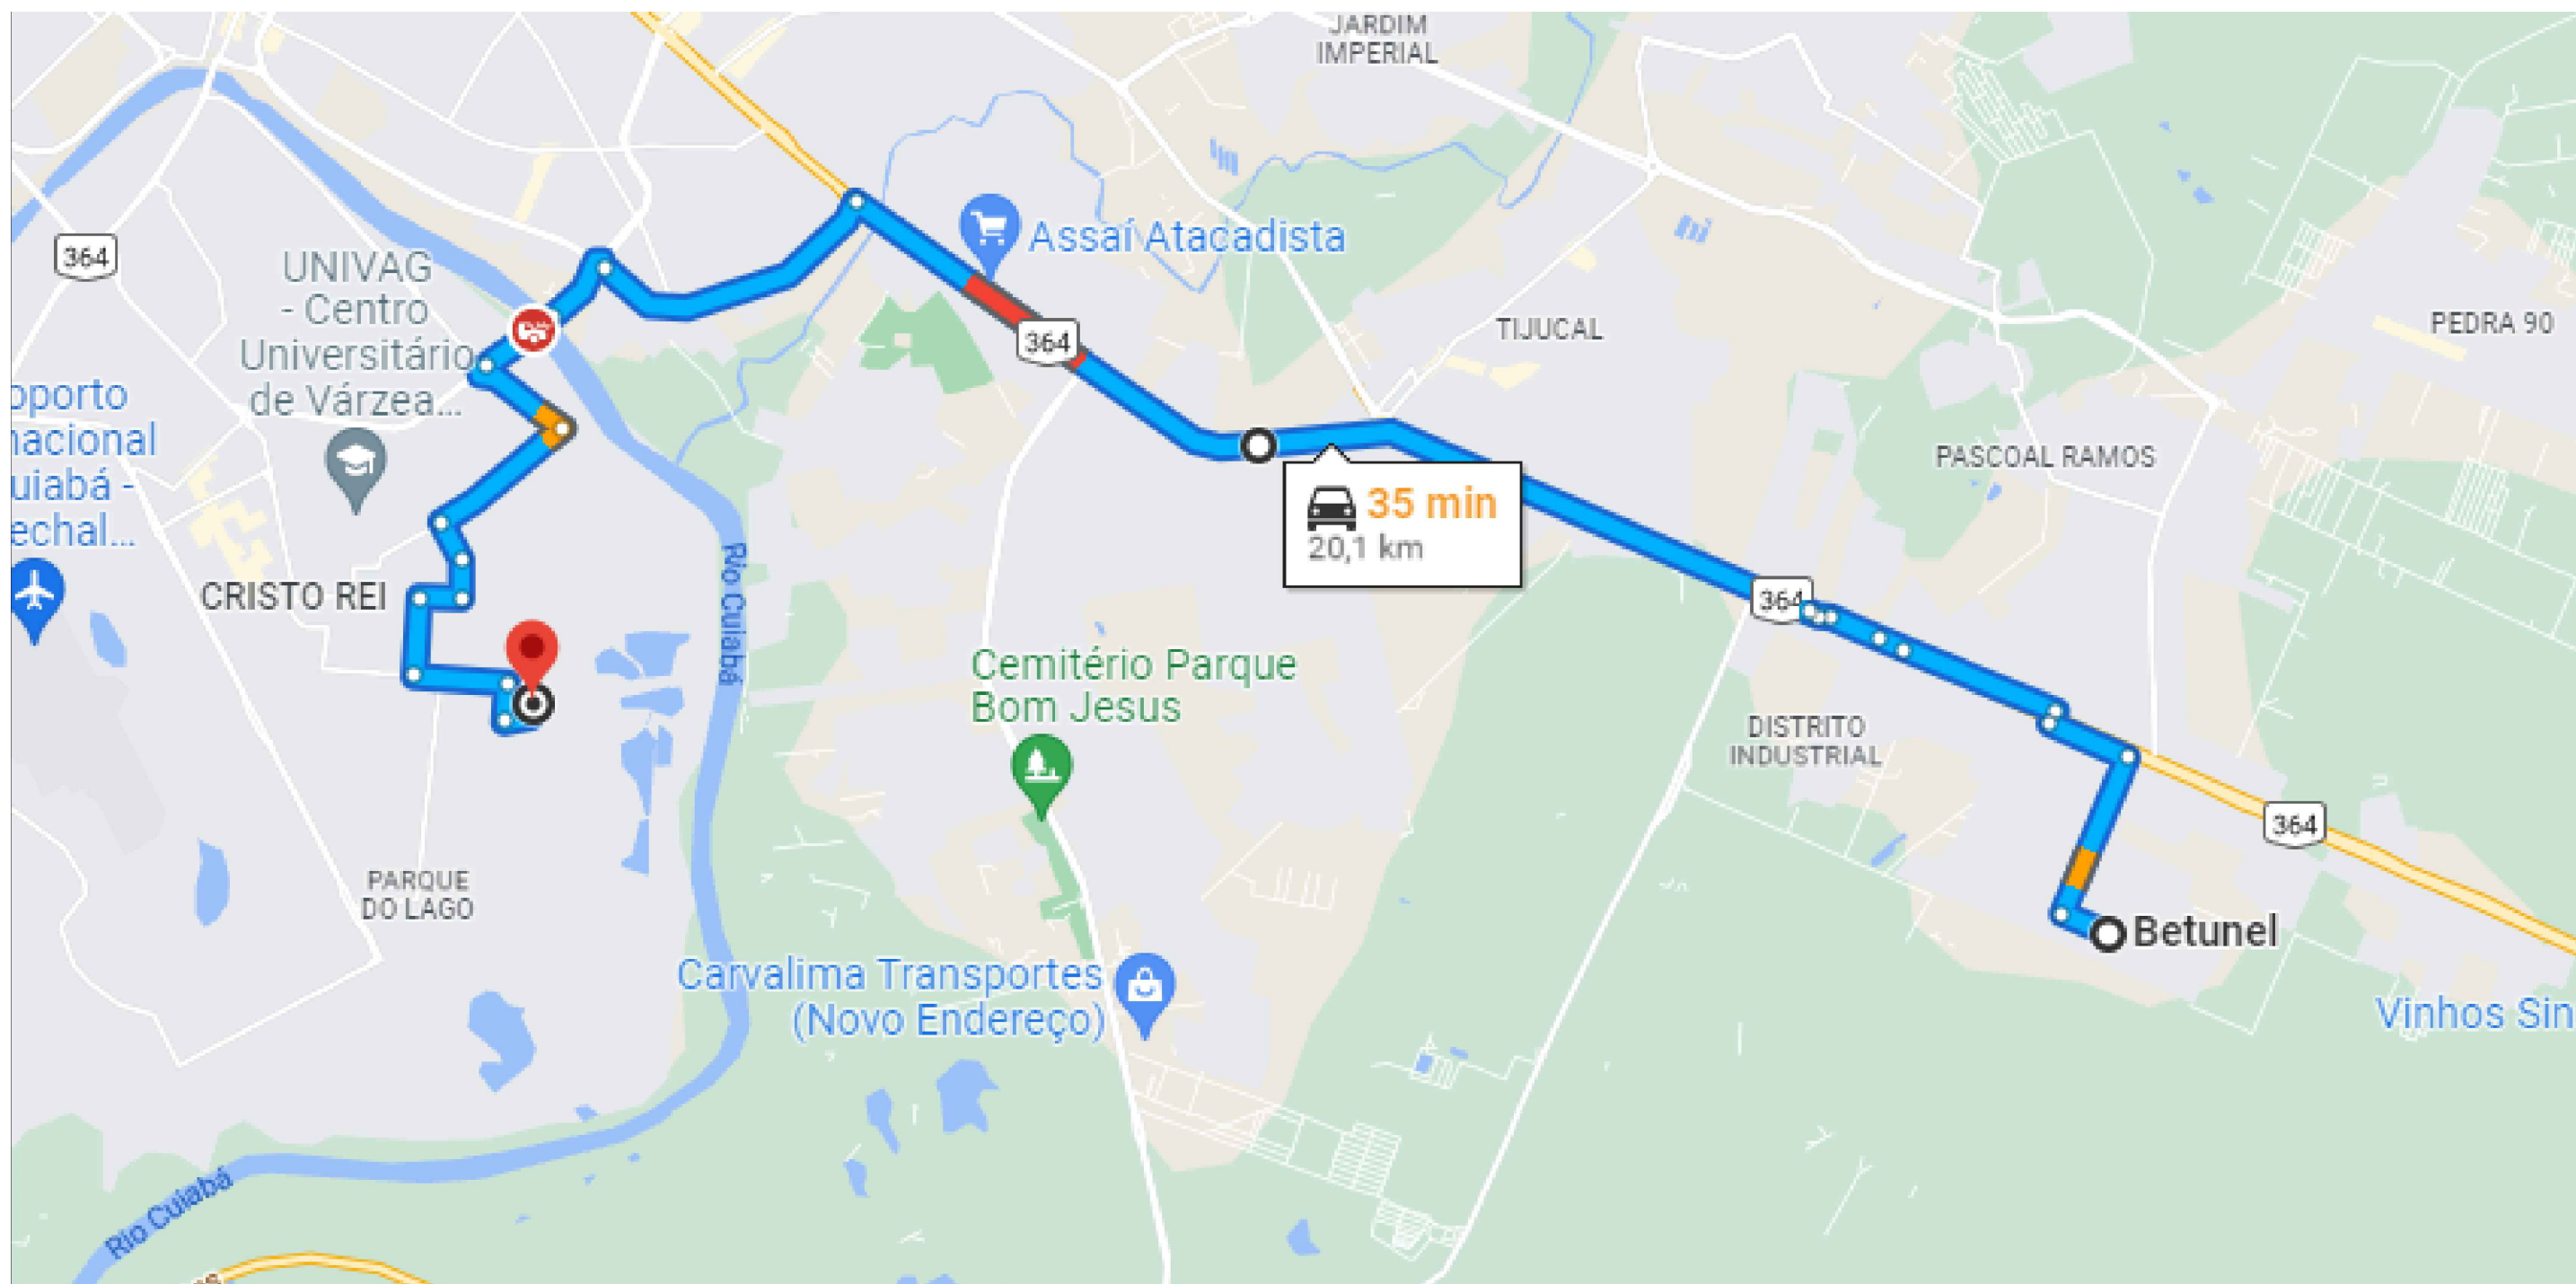 JARDIM
IMPERIAL
364
UNIVAG
- Centro
Universitário
de Várzea...
Assaí Atacadista
364
TIJUCAL
PEDRA 90
oporto
nacional
uiabá -
echal...
PASCOAL RAMOS
35 min
20,1 km
CRISTO REI
Rio Cuiabá
364
Cemitério Parque
Bom Jesus
DISTRITO
INDUSTRIAL
364
PARQUE
DO LAGO
Betunel
Carvalima Transportes
(Novo Endereço)
Vinhos Sin
Rio Cuiabá